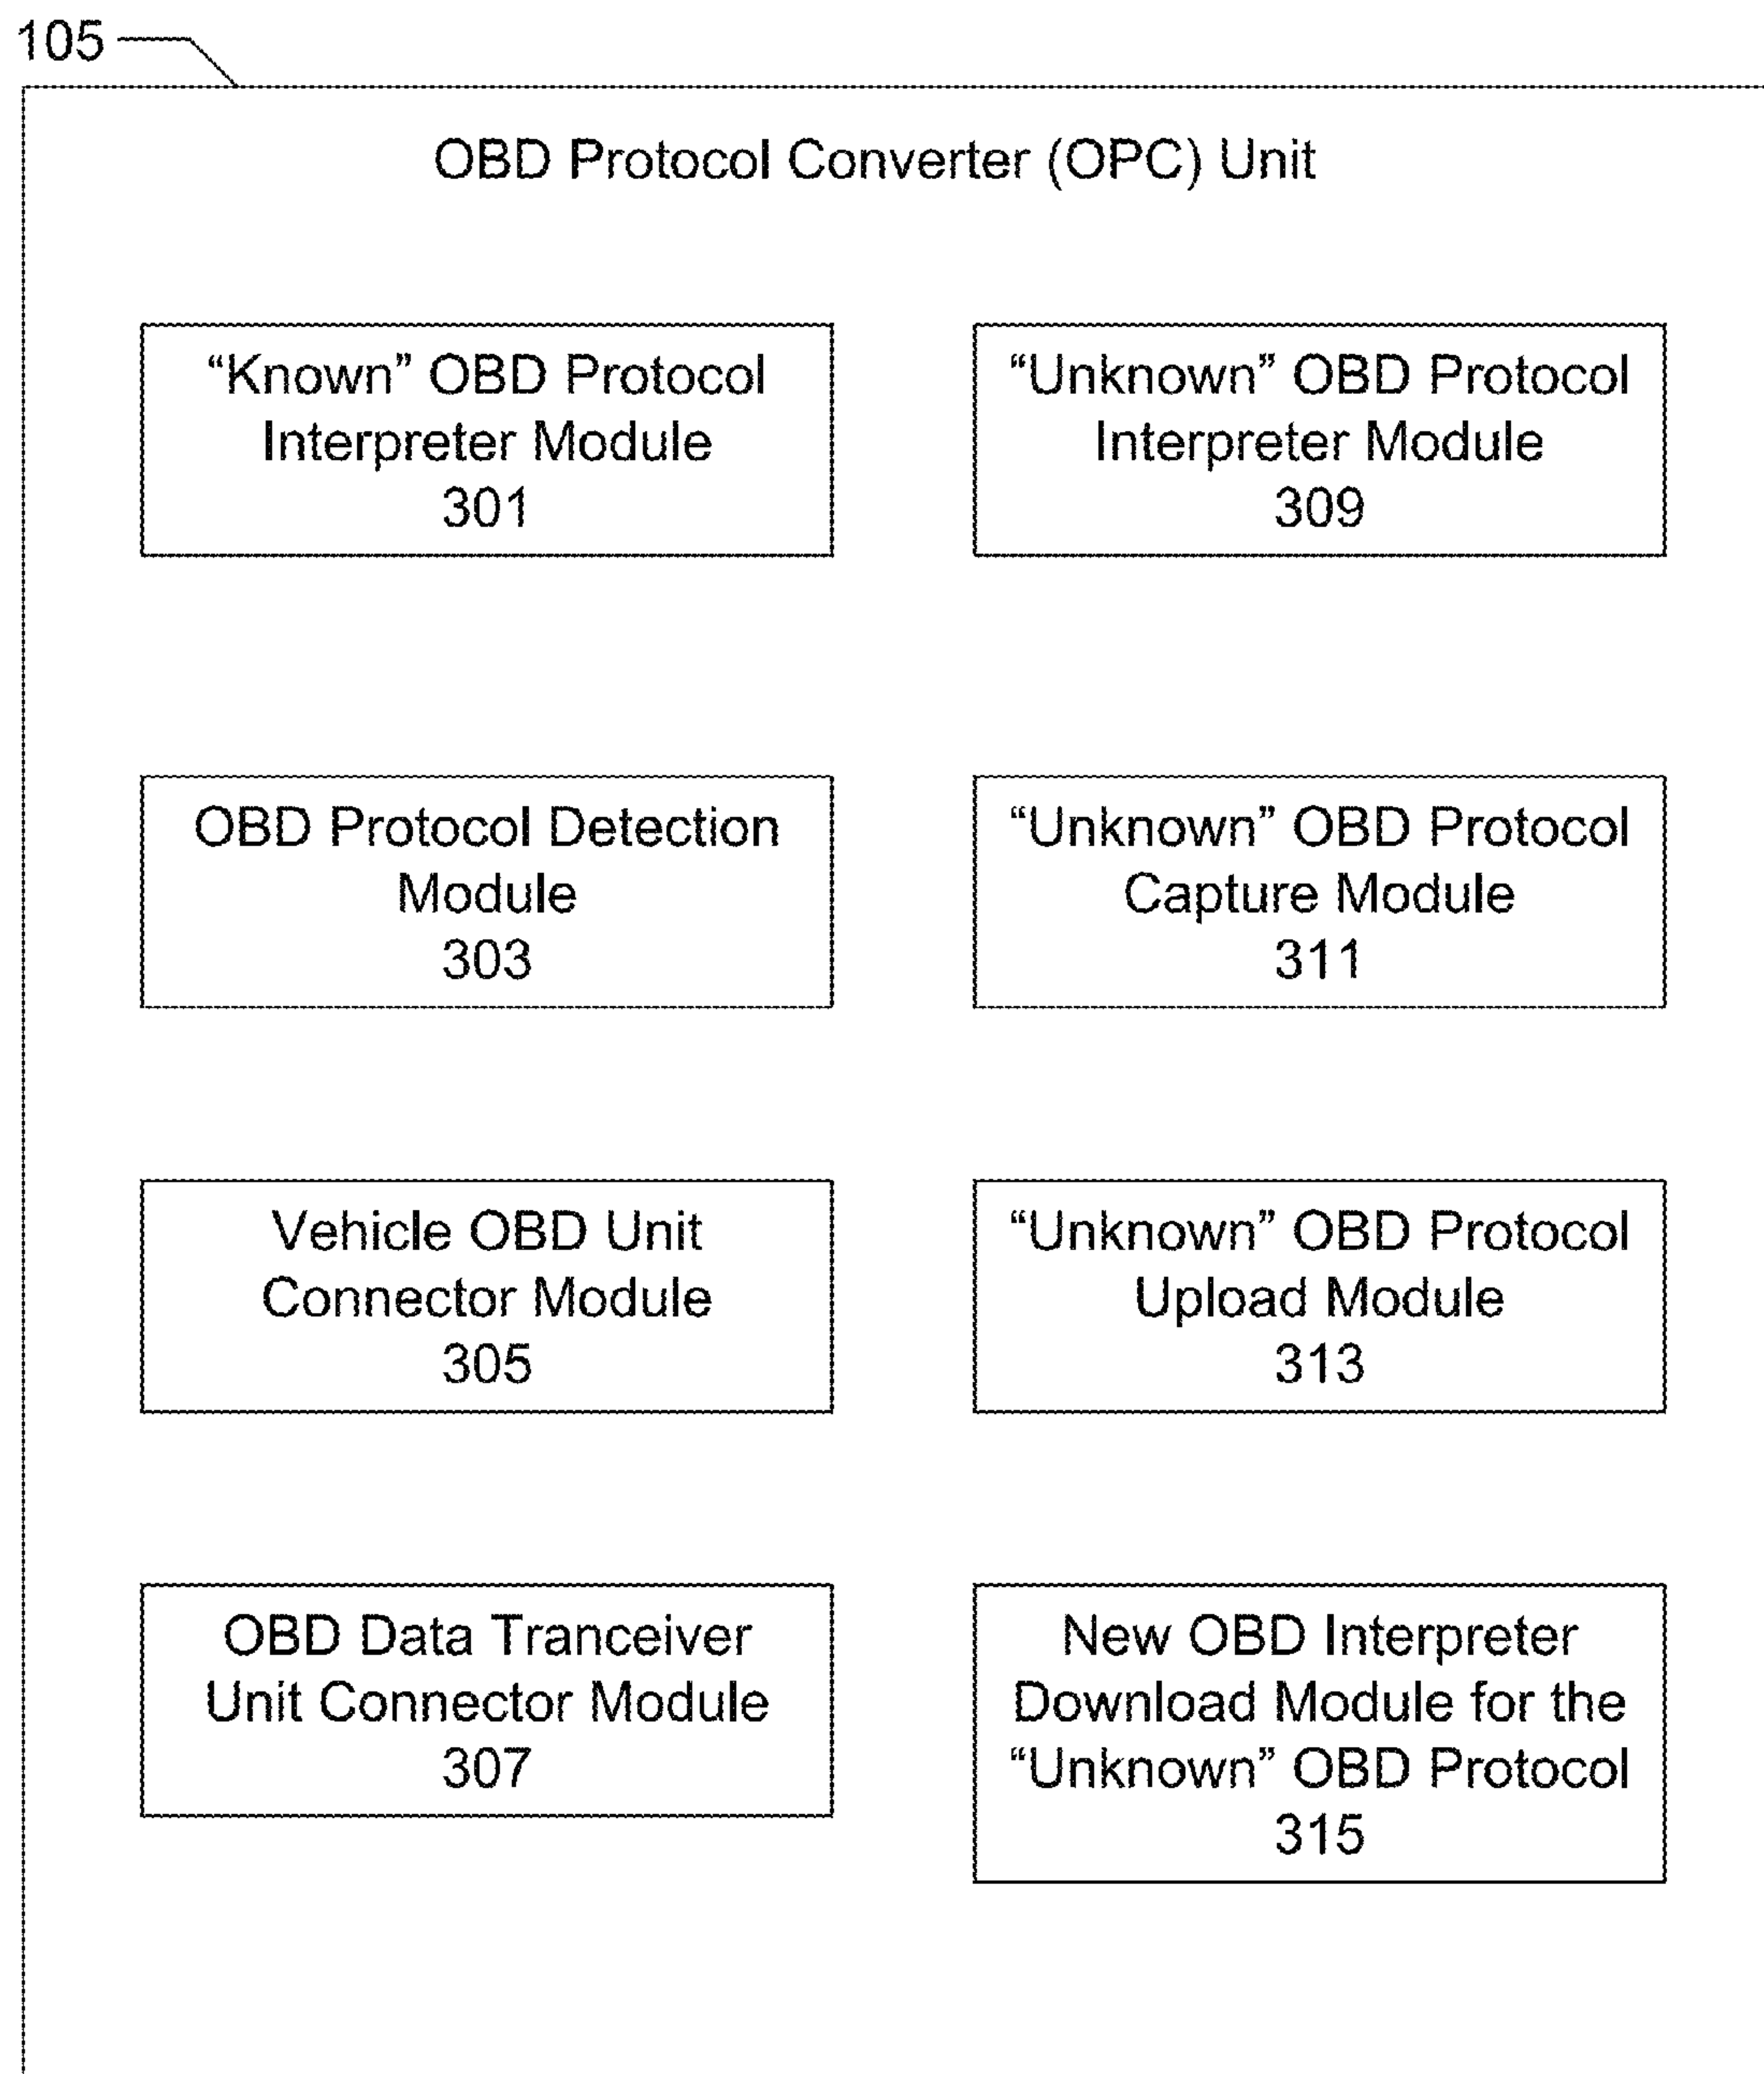 105
OBD Protocol Converter (OPC) Unit
“Known” OBD Protocol
Interpreter Module
301
“Unknown” OBD Protocol
Interpreter Module
309
OBD Protocol Detection
Module
303
“Unknown” OBD Protocol
Capture Module
311
Vehicle OBD Unit
Connector Module
305
“Unknown” OBD Protocol
Upload Module
313
OBD Data Tranceiver
Unit Connector Module
307
New OBD Interpreter
Download Module for the
“Unknown” OBD Protocol
315